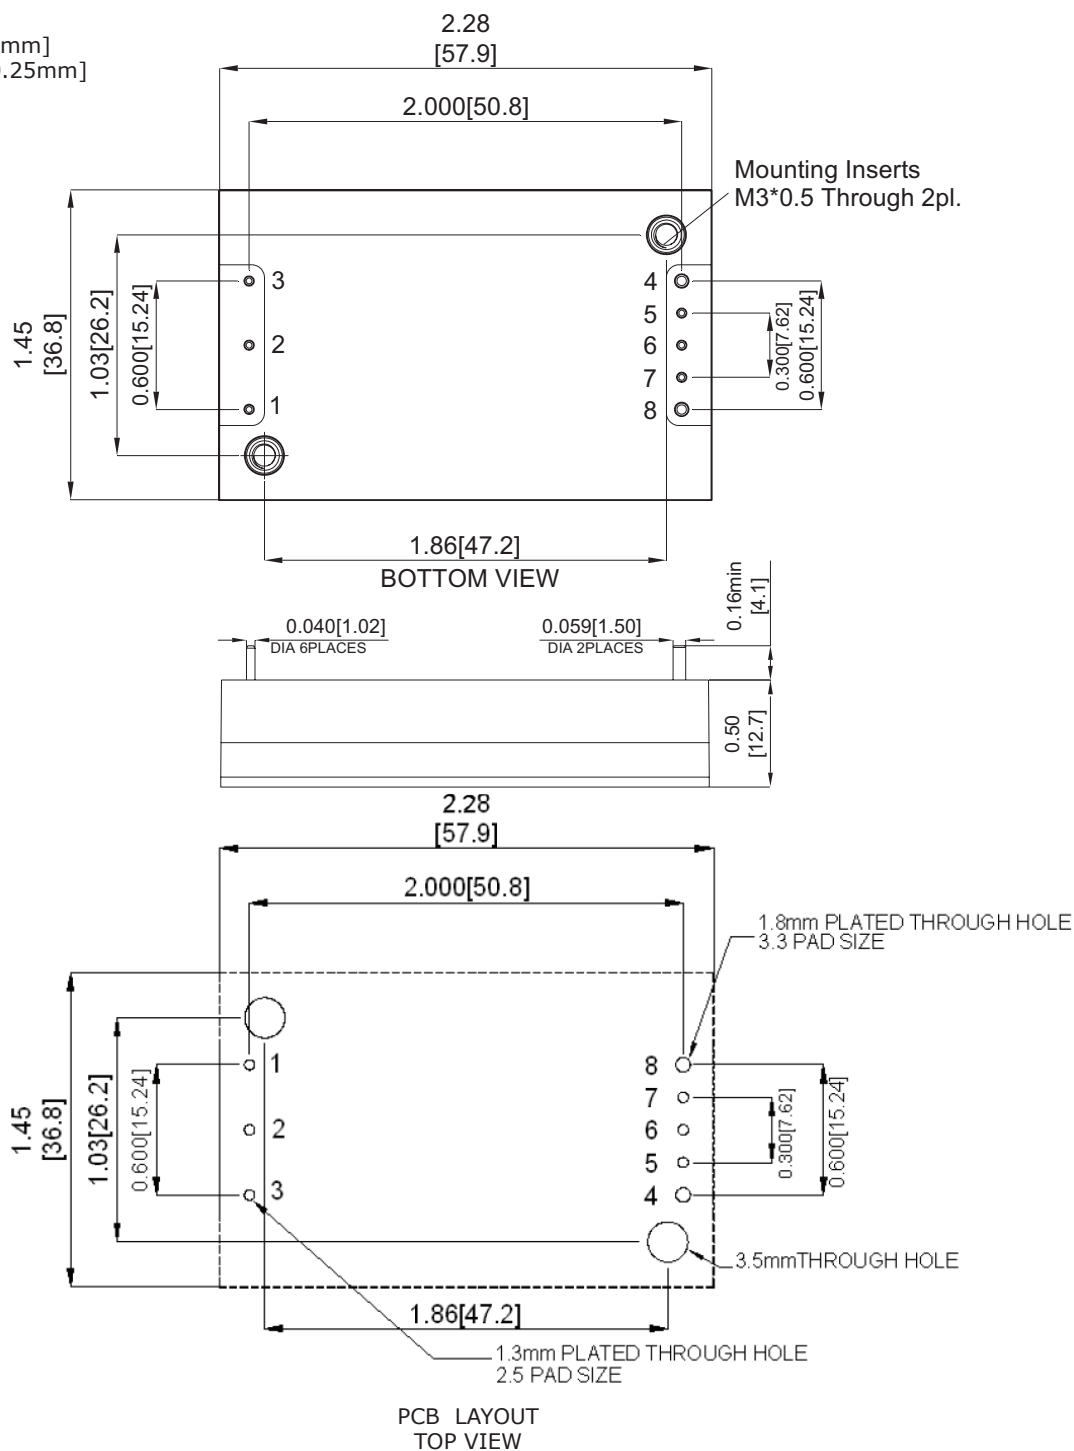 mm]
.25mm]
2.28
[57.9]
2.000[50.8]
Mounting Inserts
M3*0.5 Through 2pl.
1.45
[36.8]
1.03[26.2]
0.600[15.24]
3
2
1
4
5
6
7
8
0.300[7.62]
0.600[15.24]
1.86[47.2]
BOTTOM VIEW
0.040[1.02]
DIA 6PLACES
0.059[1.50]
DIA 2PLACES
0.16min
[4.1]
0.50
[12.7]
2.28
[57.9]
2.000[50.8]
1.8mm PLATED THROUGH HOLE
3.3 PAD SIZE
1.45
[36.8]
1.03[26.2]
0.600[15.24]
1
2
3
8
7
6
5
4
0.300[7.62]
0.600[15.24]
3.5mmTHROUGH HOLE
1.86[47.2]
1.3mm PLATED THROUGH HOLE
2.5 PAD SIZE
PCB LAYOUT
TOP VIEW